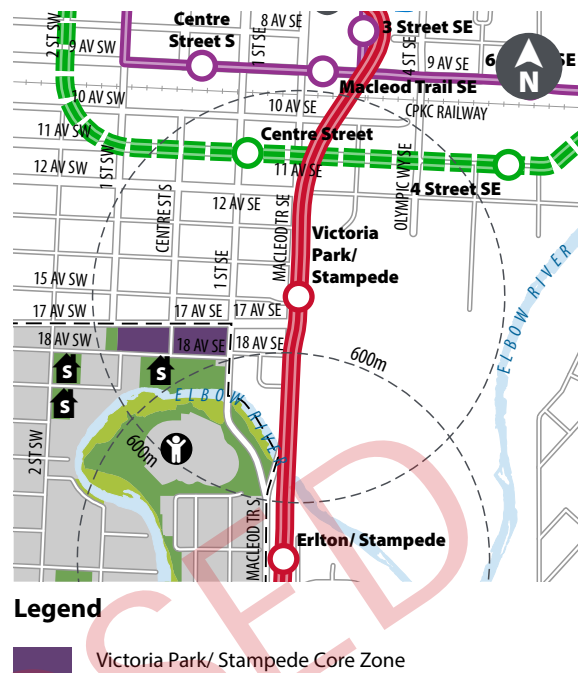 Centre
Street S
8 AV SE
3 Street SE
2 ST SW
9 AV SW
1 ST SE
4 ST SE
9 AV SE
6
SE
N
Macleod Trail SE
10 AV SW
10 AV SE
CPKC RAILWAY
11 AV SW
Centre Street
11 AV SE
12 AV SW
1 ST SW
CENTRE ST S
OLYMPIC WY SE
4 Street SE
12 AV SE
MACLEOD TR SE
Victoria
Park/
Stampede
1 ST SE
15 AV SW
17 AV SW
17 AV SE
17 AV SE
ELBOW RIVER
18 AV SW
18 AV SE
18 AV SE
600m
S
S
S
ELBOW RIVER
600m
2 ST SW
MACLEOD TR S
Erlton/ Stampede
Legend
Victoria Park/ Stampede Core Zone
SED